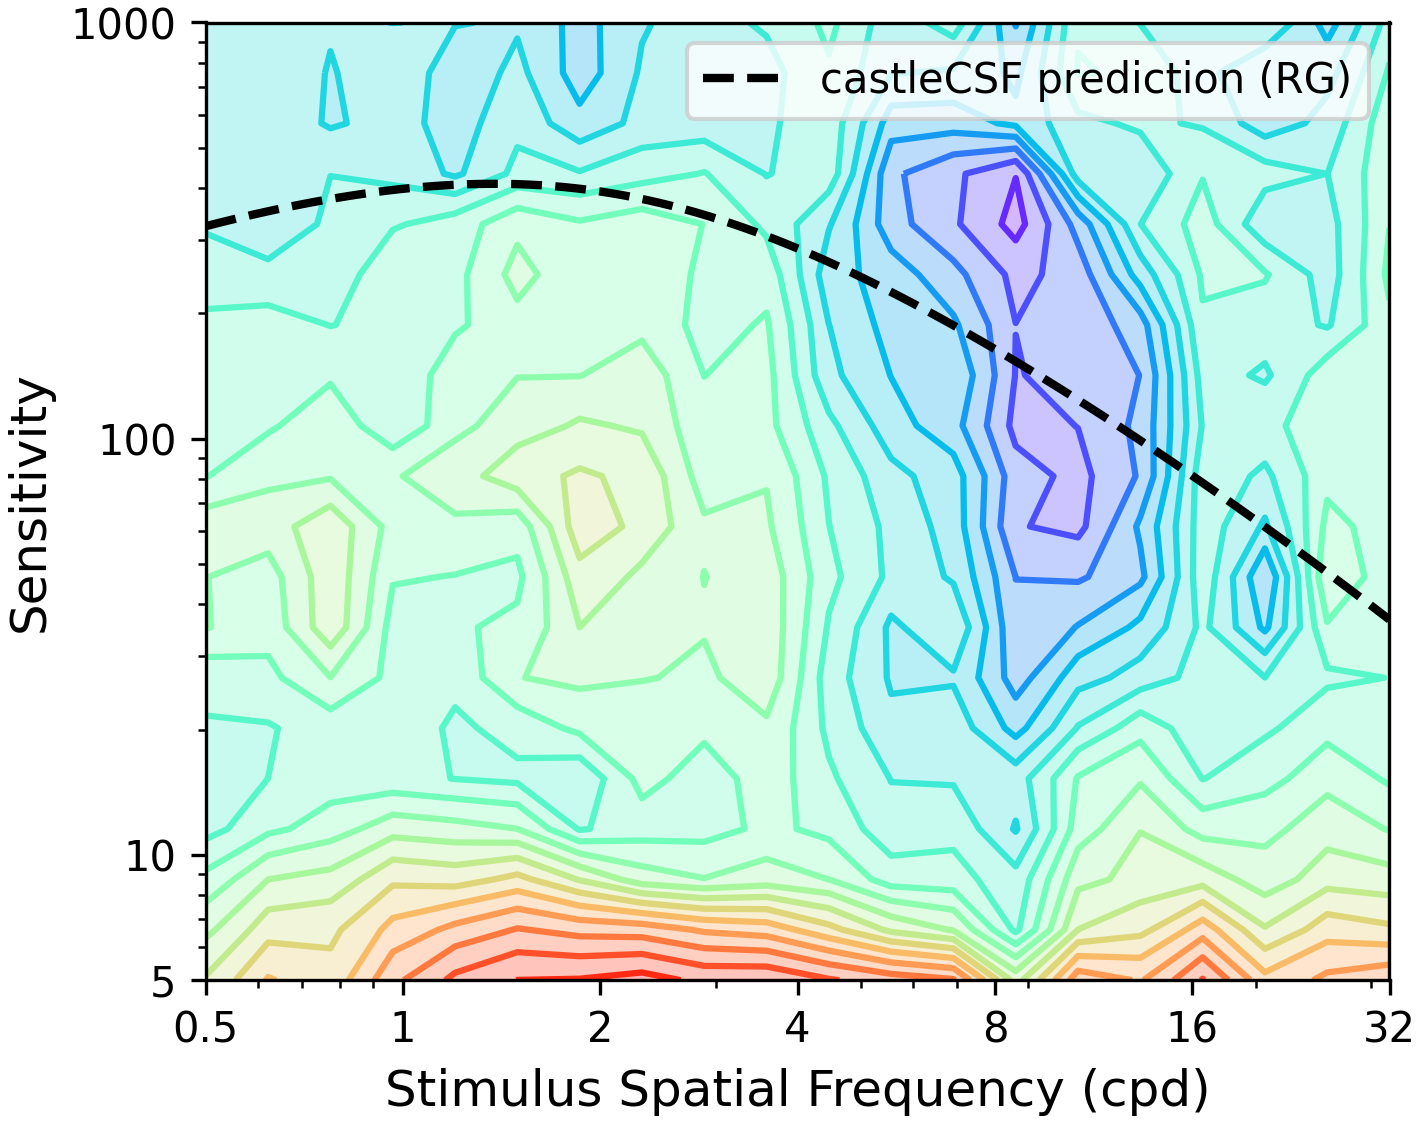 1000
castleCSF prediction (RG)
Sensitivity
100
10
5
0.5 1 2 4 8 16 32
Stimulus Spatial Frequency (cpd)